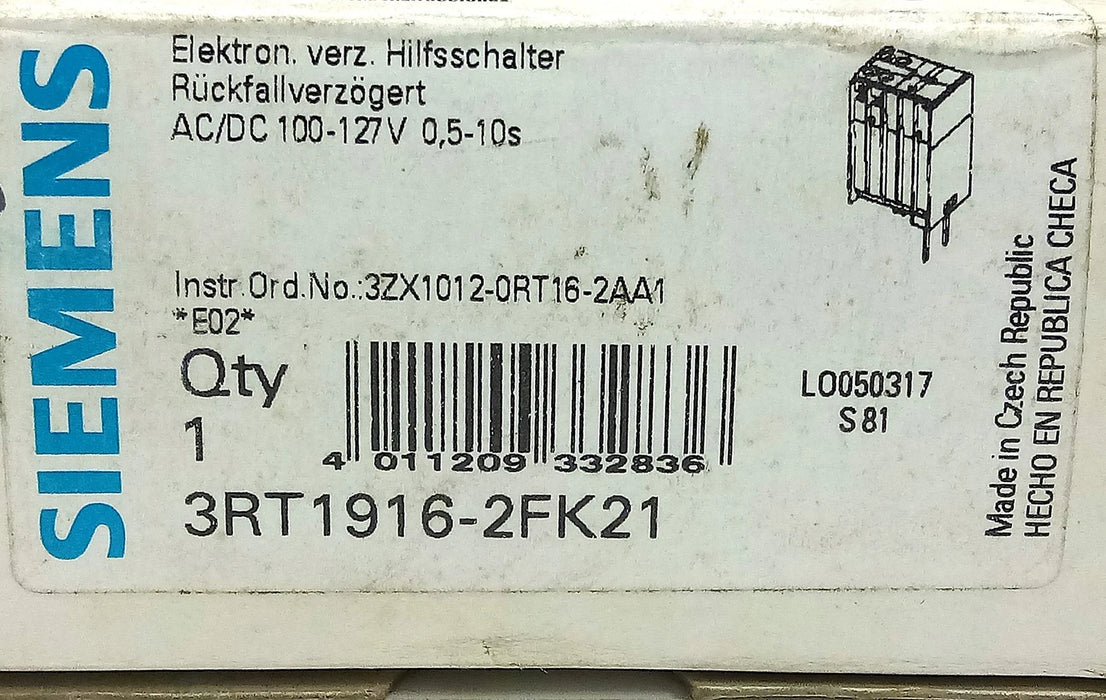 SIEMENS
Elektron. verz. Hilfsschalter
Rückfallverzögert
AC/DC 100-127V 0,5-10s
Instr.Ord.No.:3ZX1012-0RT16-2AA1
*E02*
Qty
1
4 011209 332836
3RT1916-2FK21
LO050317
S81
Made in Czech Republic
HECHO EN REPUBLICA CHECA